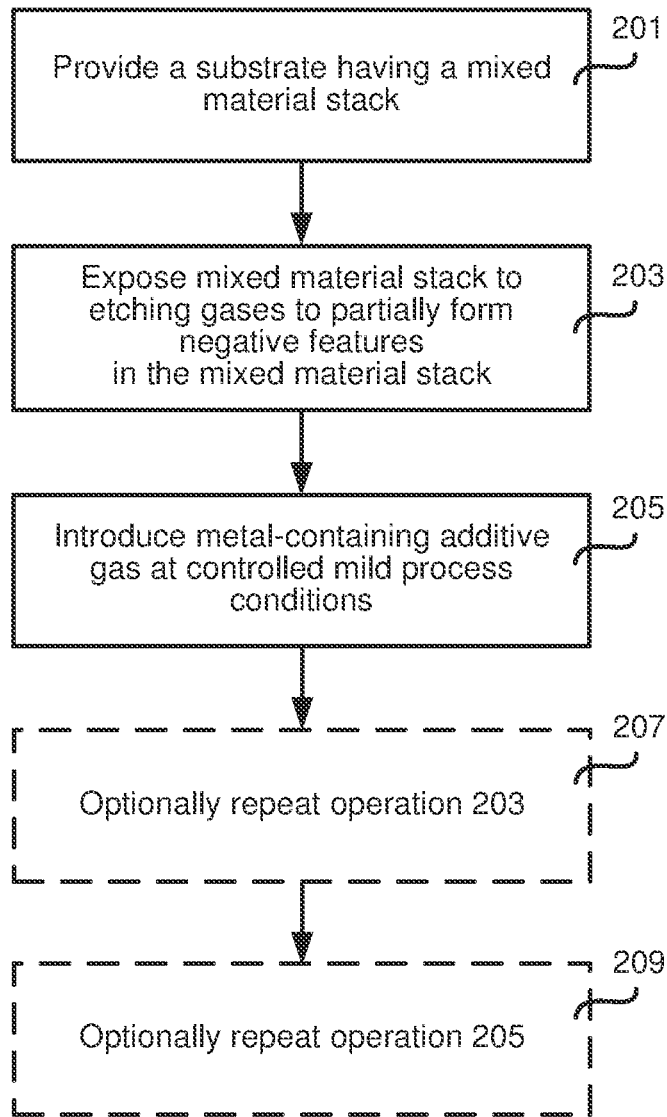 201
Provide a substrate having a mixed
material stack
203
Expose mixed material stack to
etching gases to partially form
negative features
in the mixed material stack
205
Introduce metal-containing additive
gas at controlled mild process
conditions
207
Optionally repeat operation 203
209
Optionally repeat operation 205